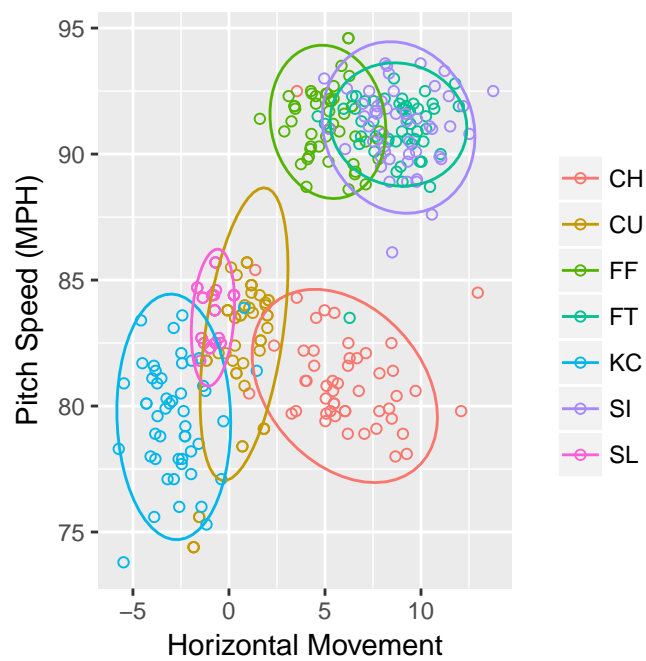 95
90
85
80
75
Pitch Speed (MPH)
−5
0
5
10
Horizontal Movement
CH
CU
FF
FT
KC
SI
SL